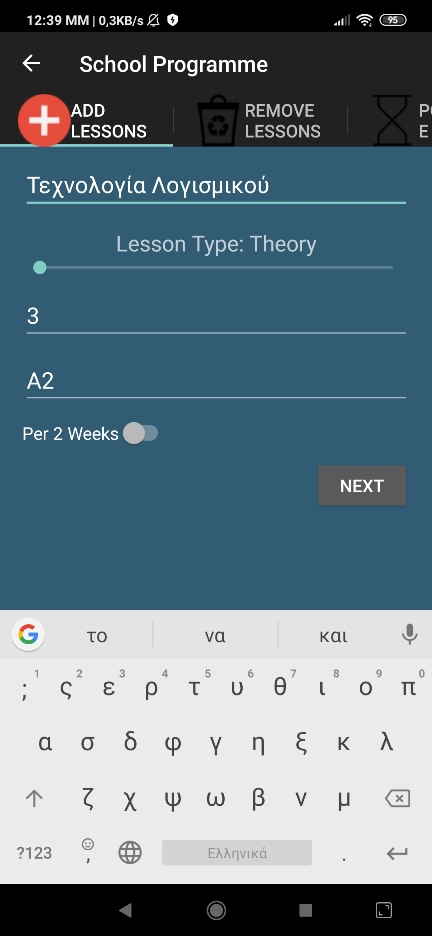 12:39 MM | 0,3KB/s
95
School Programme
ADD
LESSONS
REMOVE
LESSONS
Τεχνολογία Λογισμικού
Lesson Type: Theory
3
A2
Per 2 Weeks
NEXT
το να και
; 1 ς 2 ε 3 ρ 4 τ 5 υ 6 θ 7 ι 8 ο 9 π 0
α σ δ φ γ η ξ κ λ
ζ χ ψ ω β ν μ
?123 , Ελληνικά .